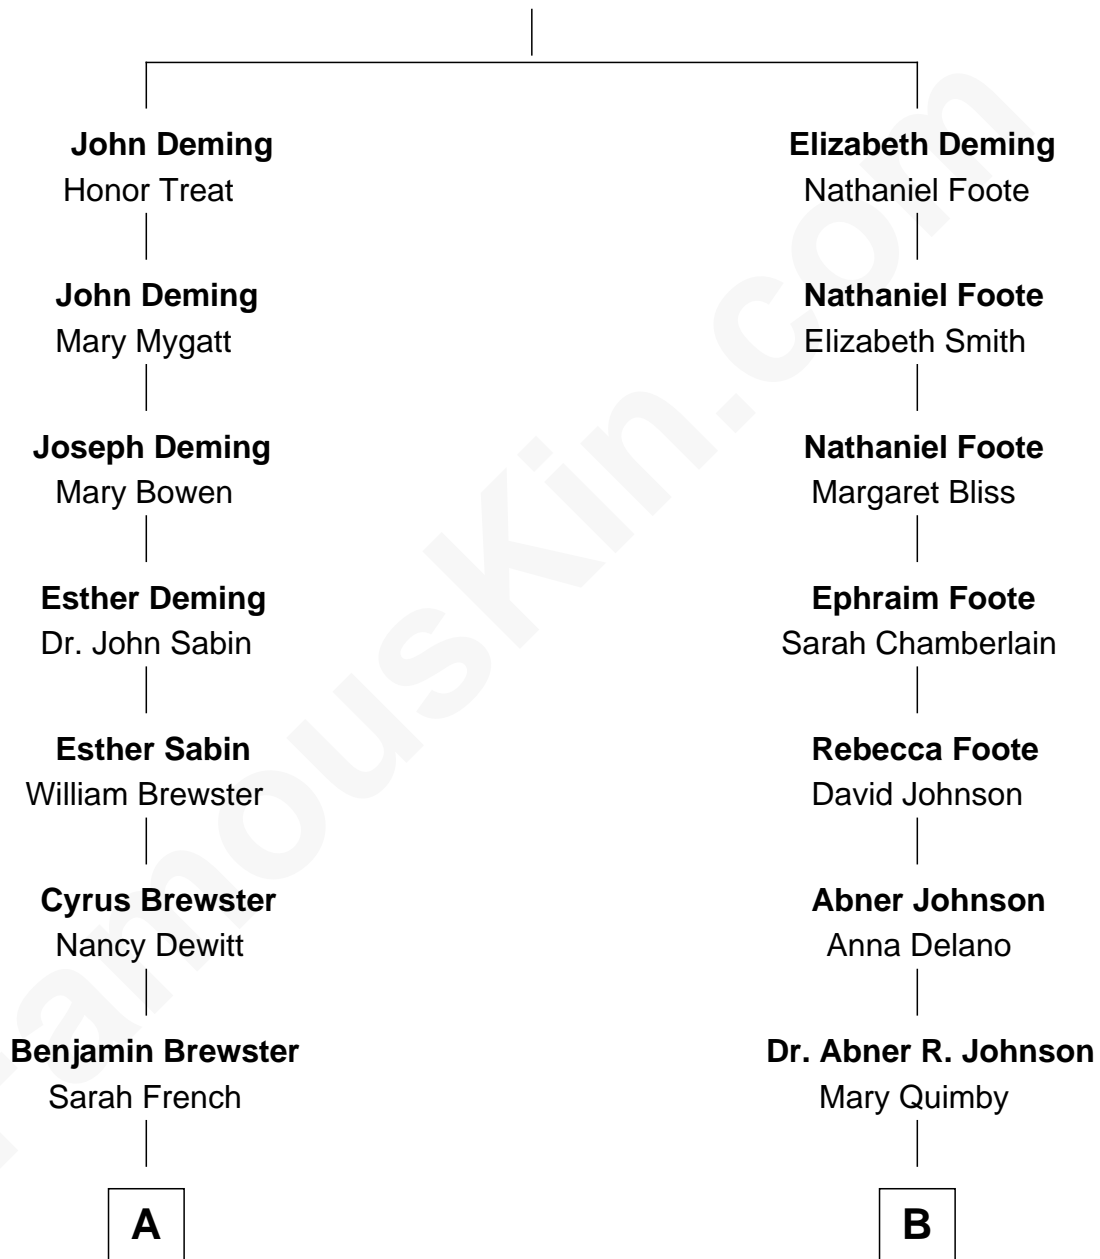 John Deming
Honor Treat
John Deming
Mary Mygatt
Joseph Deming
Mary Bowen
Esther Deming
Dr. John Sabin
Esther Sabin
William Brewster
Cyrus Brewster
Nancy Dewitt
Benjamin Brewster
Sarah French
A
Elizabeth Deming
Nathaniel Foote
Nathaniel Foote
Elizabeth Smith
Nathaniel Foote
Margaret Bliss
Ephraim Foote
Sarah Chamberlain
Rebecca Foote
David Johnson
Abner Johnson
Anna Delano
Dr. Abner R. Johnson
Mary Quimby
B
FamousKin.com